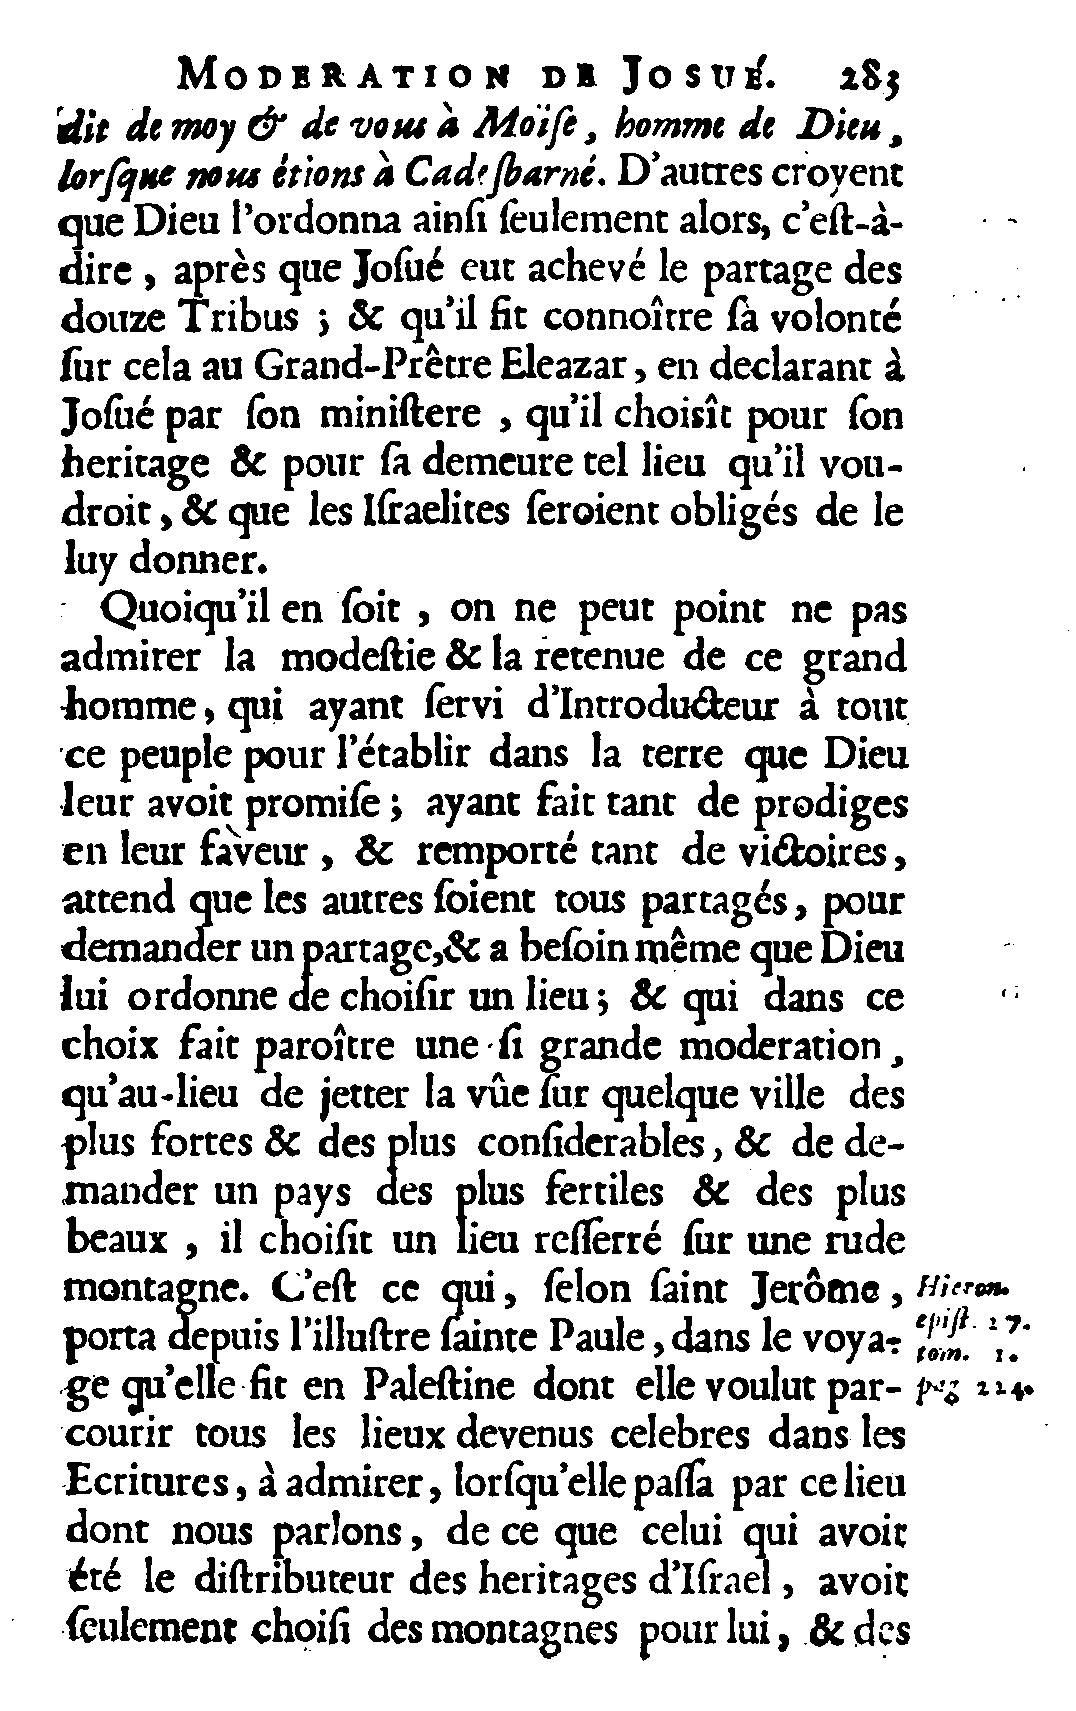 MODERATION DE JOSUÉ. 283
dit de moy & de vous à Moïſe, homme de Dieu,
lorſque nous étions à Cadeſbarné. D'autres croyent
que Dieu l'ordonna ainſi ſeulement alors, c'eſt-à-
dire, après que Joſué eut achevé le partage des
douze Tribus ; & qu'il fit connoître ſa volonté
ſur cela au Grand-Prêtre Eleazar, en declarant à
Joſué par ſon miniſtere, qu'il choisît pour ſon
heritage & pour ſa demeure tel lieu qu'il vou-
droit, & que les Iſraelites ſeroient obligés de le
luy donner.
Quoiqu'il en ſoit, on ne peut point ne pas
admirer la modeſtie & la retenue de ce grand
homme, qui ayant ſervi d'Introducteur à tout
ce peuple pour l'établir dans la terre que Dieu
leur avoit promiſe ; ayant fait tant de prodiges
en leur faveur, & remporté tant de victoires,
attend que les autres ſoient tous partagés, pour
demander un partage, & a beſoin même que Dieu
lui ordonne de choiſir un lieu ; & qui dans ce
choix fait paroître une ſi grande moderation,
qu'au-lieu de jetter la vûe ſur quelque ville des
plus fortes & des plus conſiderables, & de de-
mander un pays des plus fertiles & des plus
beaux, il choiſit un lieu reſſerré ſur une rude
montagne. C'eſt ce qui, ſelon ſaint Jerôme,
porta depuis l'illuſtre ſainte Paule, dans le voya-
ge qu'elle fit en Paleſtine dont elle voulut par-
courir tous les lieux devenus celebres dans les
Ecritures, à admirer, lorſqu'elle paſſa par ce lieu
dont nous parlons, de ce que celui qui avoit
été le diſtributeur des heritages d'Iſrael, avoit
ſeulement choiſi des montagnes pour lui, & des
Hieron.
epiſt. 27.
tom. 1.
pag 224.